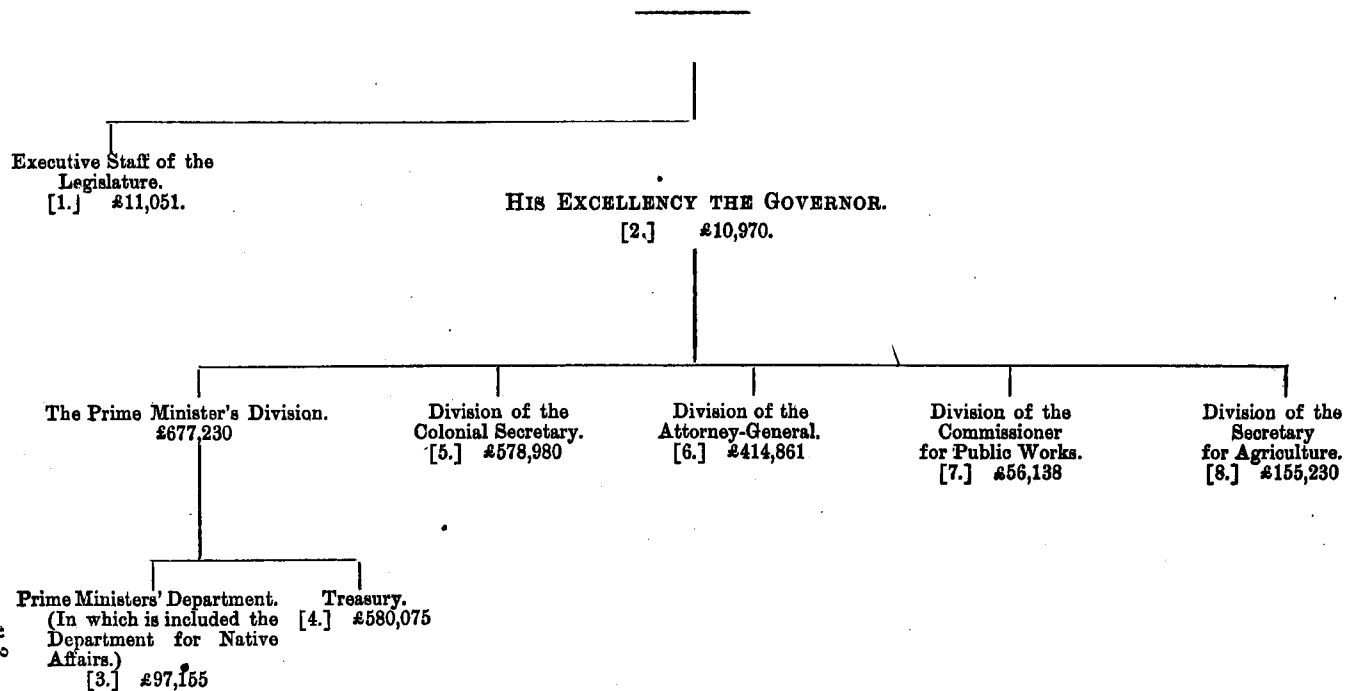 Executive Staff of the
Legislature.
[1.] £11,051.
HIS EXCELLENCY THE GOVERNOR.
[2.] £10,970.
The Prime Minister's Division.
£677,230
Division of the
Colonial Secretary.
[5.] £578,980
Division of the
Attorney-General.
[6.] £414,861
Division of the
Commissioner
for Public Works.
[7.] £56,138
Division of the
Secretary
for Agriculture.
[8.] £155,230
Prime Ministers' Department.
(In which is included the
Department for Native
Affairs.)
[3.] £97,155
Treasury.
[4.] £580,075